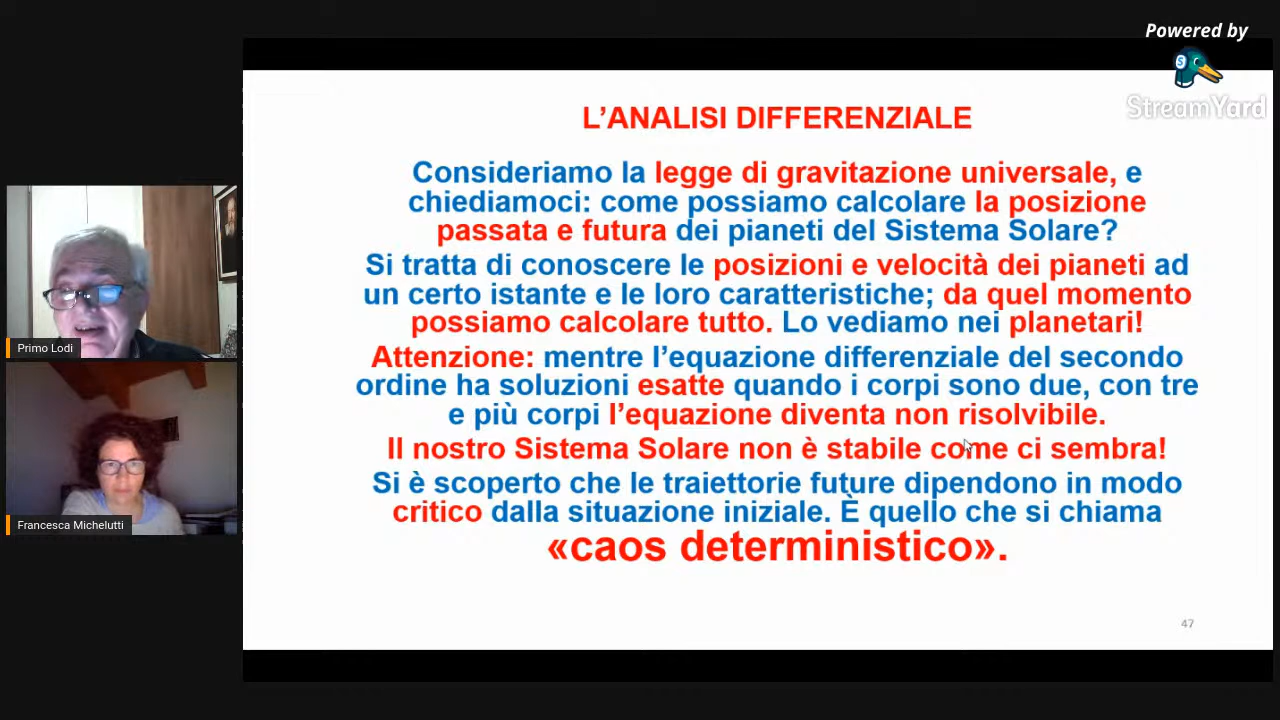 Powered by
StreamYard
L'ANALISI DIFFERENZIALE
Consideriamo la legge di gravitazione universale, e
chiediamoci: come possiamo calcolare la posizione
passata e futura dei pianeti del Sistema Solare?
Si tratta di conoscere le posizioni e velocità dei pianeti ad
un certo istante e le loro caratteristiche; da quel momento
possiamo calcolare tutto. Lo vediamo nei planetari!
Attenzione: mentre l'equazione differenziale del secondo
ordine ha soluzioni esatte quando i corpi sono due, con tre
e più corpi l'equazione diventa non risolvibile.
Il nostro Sistema Solare non è stabile come ci sembra!
Si è scoperto che le traiettorie future dipendono in modo
critico dalla situazione iniziale. È quello che si chiama
«caos deterministico».
47
Primo Lodi
Francesca Michelutti